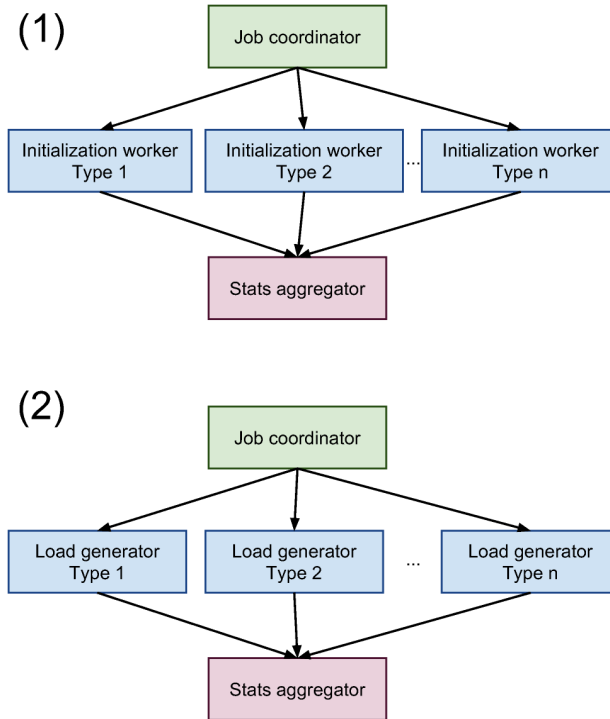 (1)
Job coordinator
Initialization worker
Type 1
Initialization worker
Type 2
...
Initialization worker
Type n
Stats aggregator
(2)
Job coordinator
Load generator
Type 1
Load generator
Type 2
...
Load generator
Type n
Stats aggregator